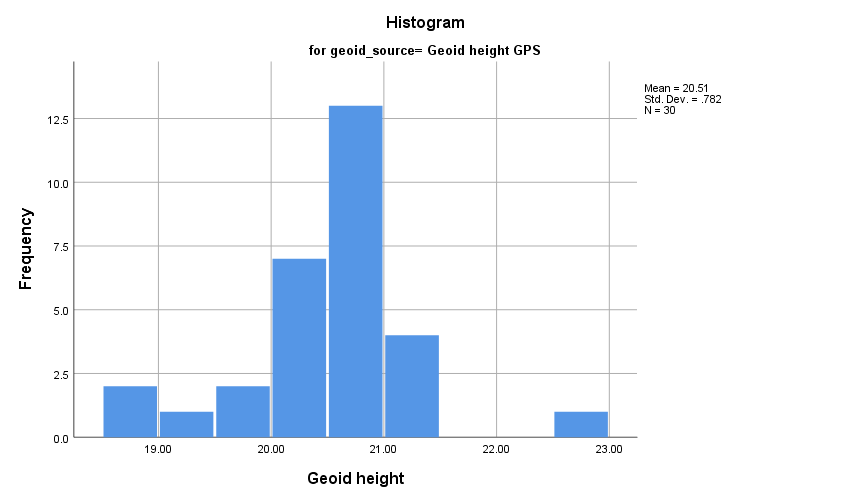 Histogram
for geoid_source= Geoid height GPS
Mean = 20.51
Std. Dev. = .782
N = 30
Frequency
12.5
10.0
7.5
5.0
2.5
0.0
19.00 20.00 21.00 22.00 23.00
Geoid height